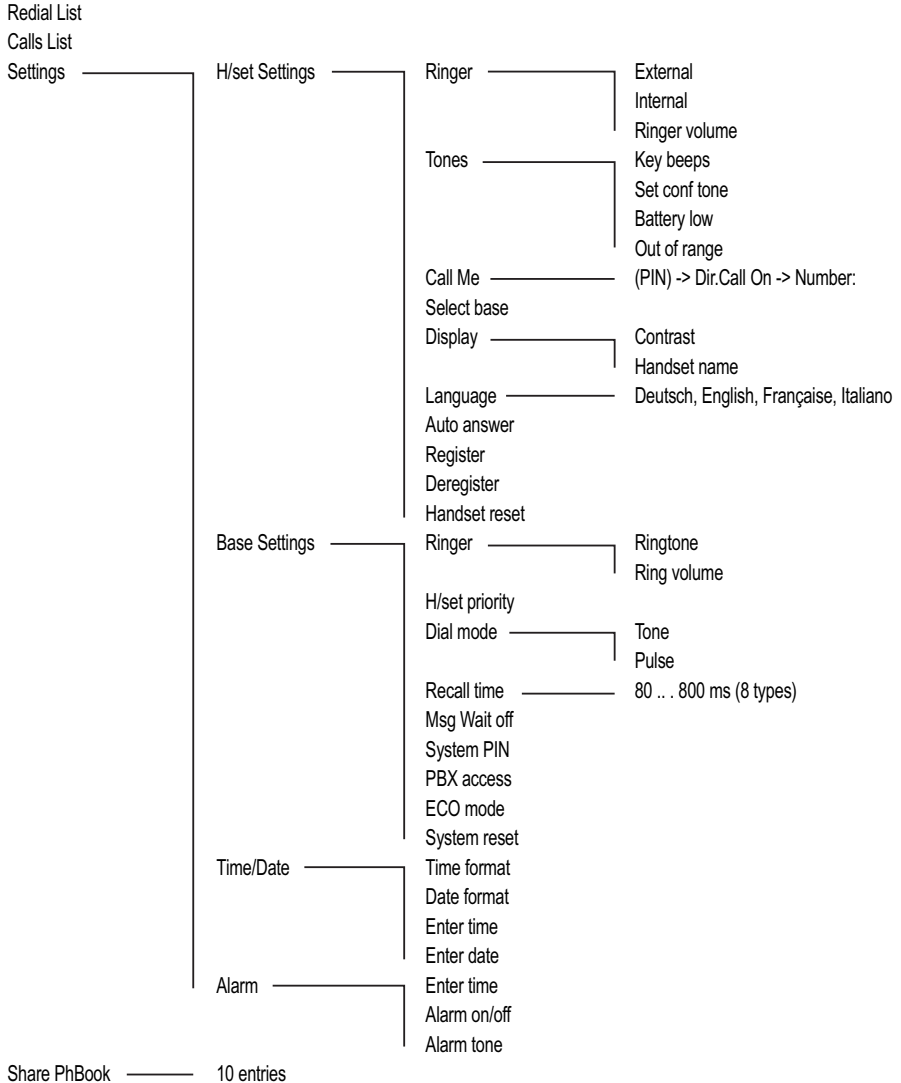 Redial List
Calls List
Settings H/set Settings Ringer External
Internal
Ringer volume
Tones Key beeps
Set conf tone
Battery low
Out of range
Call Me (PIN) -> Dir.Call On -> Number:
Select base
Display Contrast
Handset name
Language Deutsch, English, Française, Italiano
Auto answer
Register
Deregister
Handset reset
Base Settings Ringer Ringtone
Ring volume
H/set priority
Dial mode Tone
Pulse
Recall time 80 .. . 800 ms (8 types)
Msg Wait off
System PIN
PBX access
ECO mode
System reset
Time/Date Time format
Date format
Enter time
Enter date
Alarm Enter time
Alarm on/off
Alarm tone
Share PhBook 10 entries